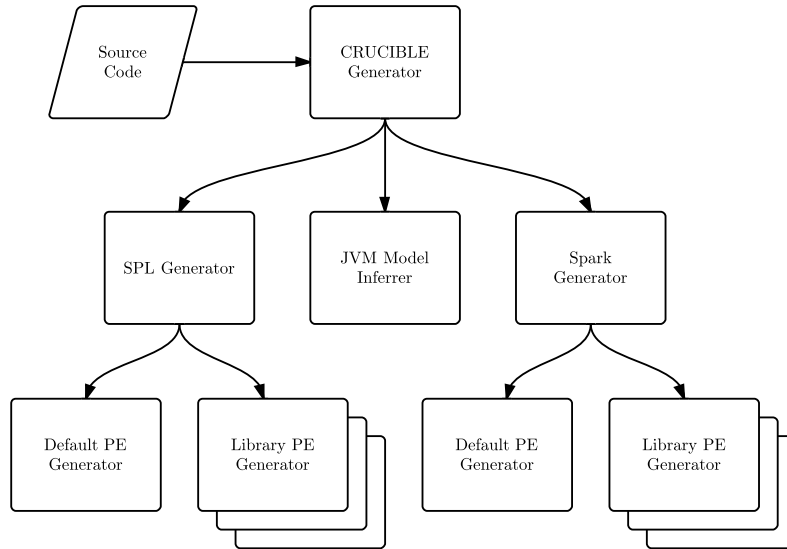 Source
Code
CRUCIBLE
Generator
SPL Generator
JVM Model
Inferrer
Spark
Generator
Default PE
Generator
Library PE
Generator
Default PE
Generator
Library PE
Generator